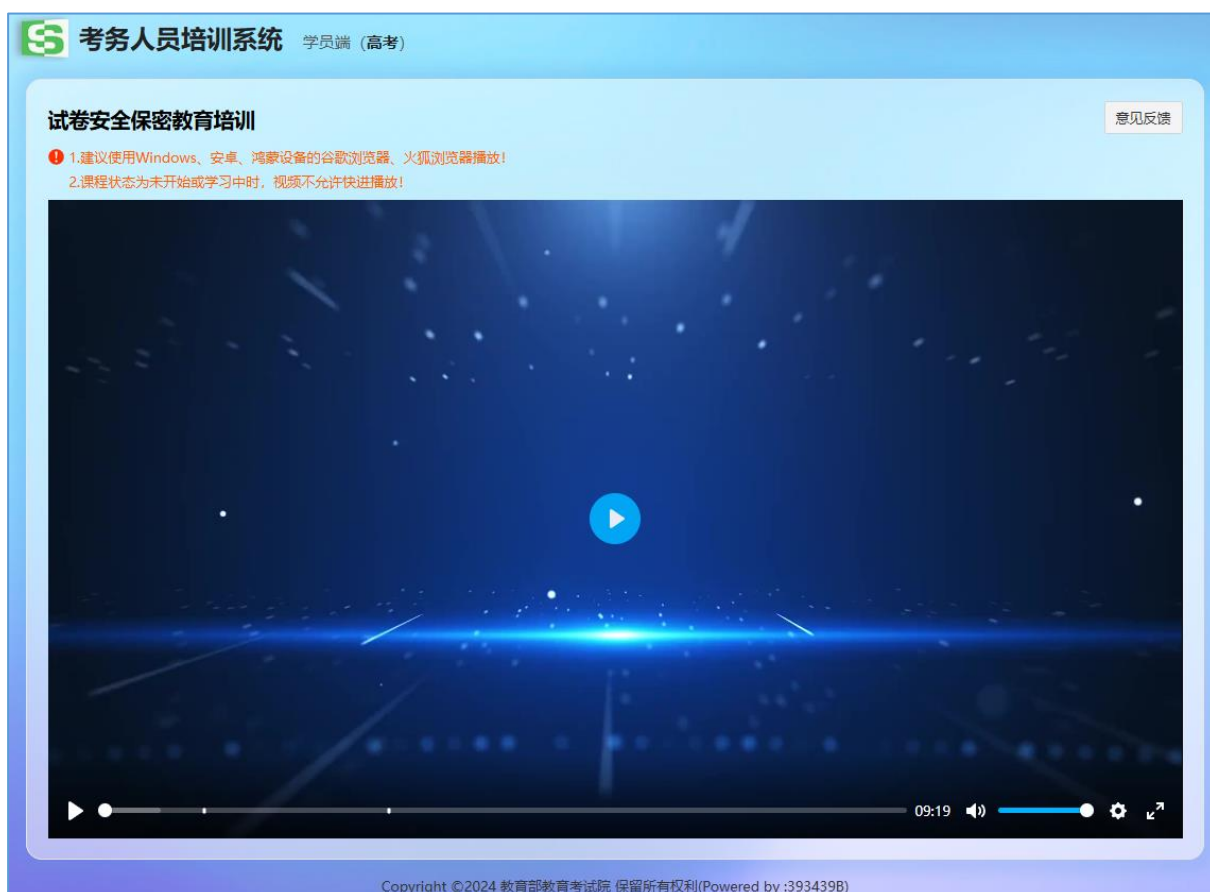 考务人员培训系统 学员端 (高考)
试卷安全保密教育培训
意见反馈
1.建议使用Windows、安卓、鸿蒙设备的谷歌浏览器、火狐浏览器播放!
2.课程状态为未开始或学习中时, 视频不允许快进播放!
09:19
Copyright ©2024 教育部教育考试院 保留所有权利(Powered by :393439B)